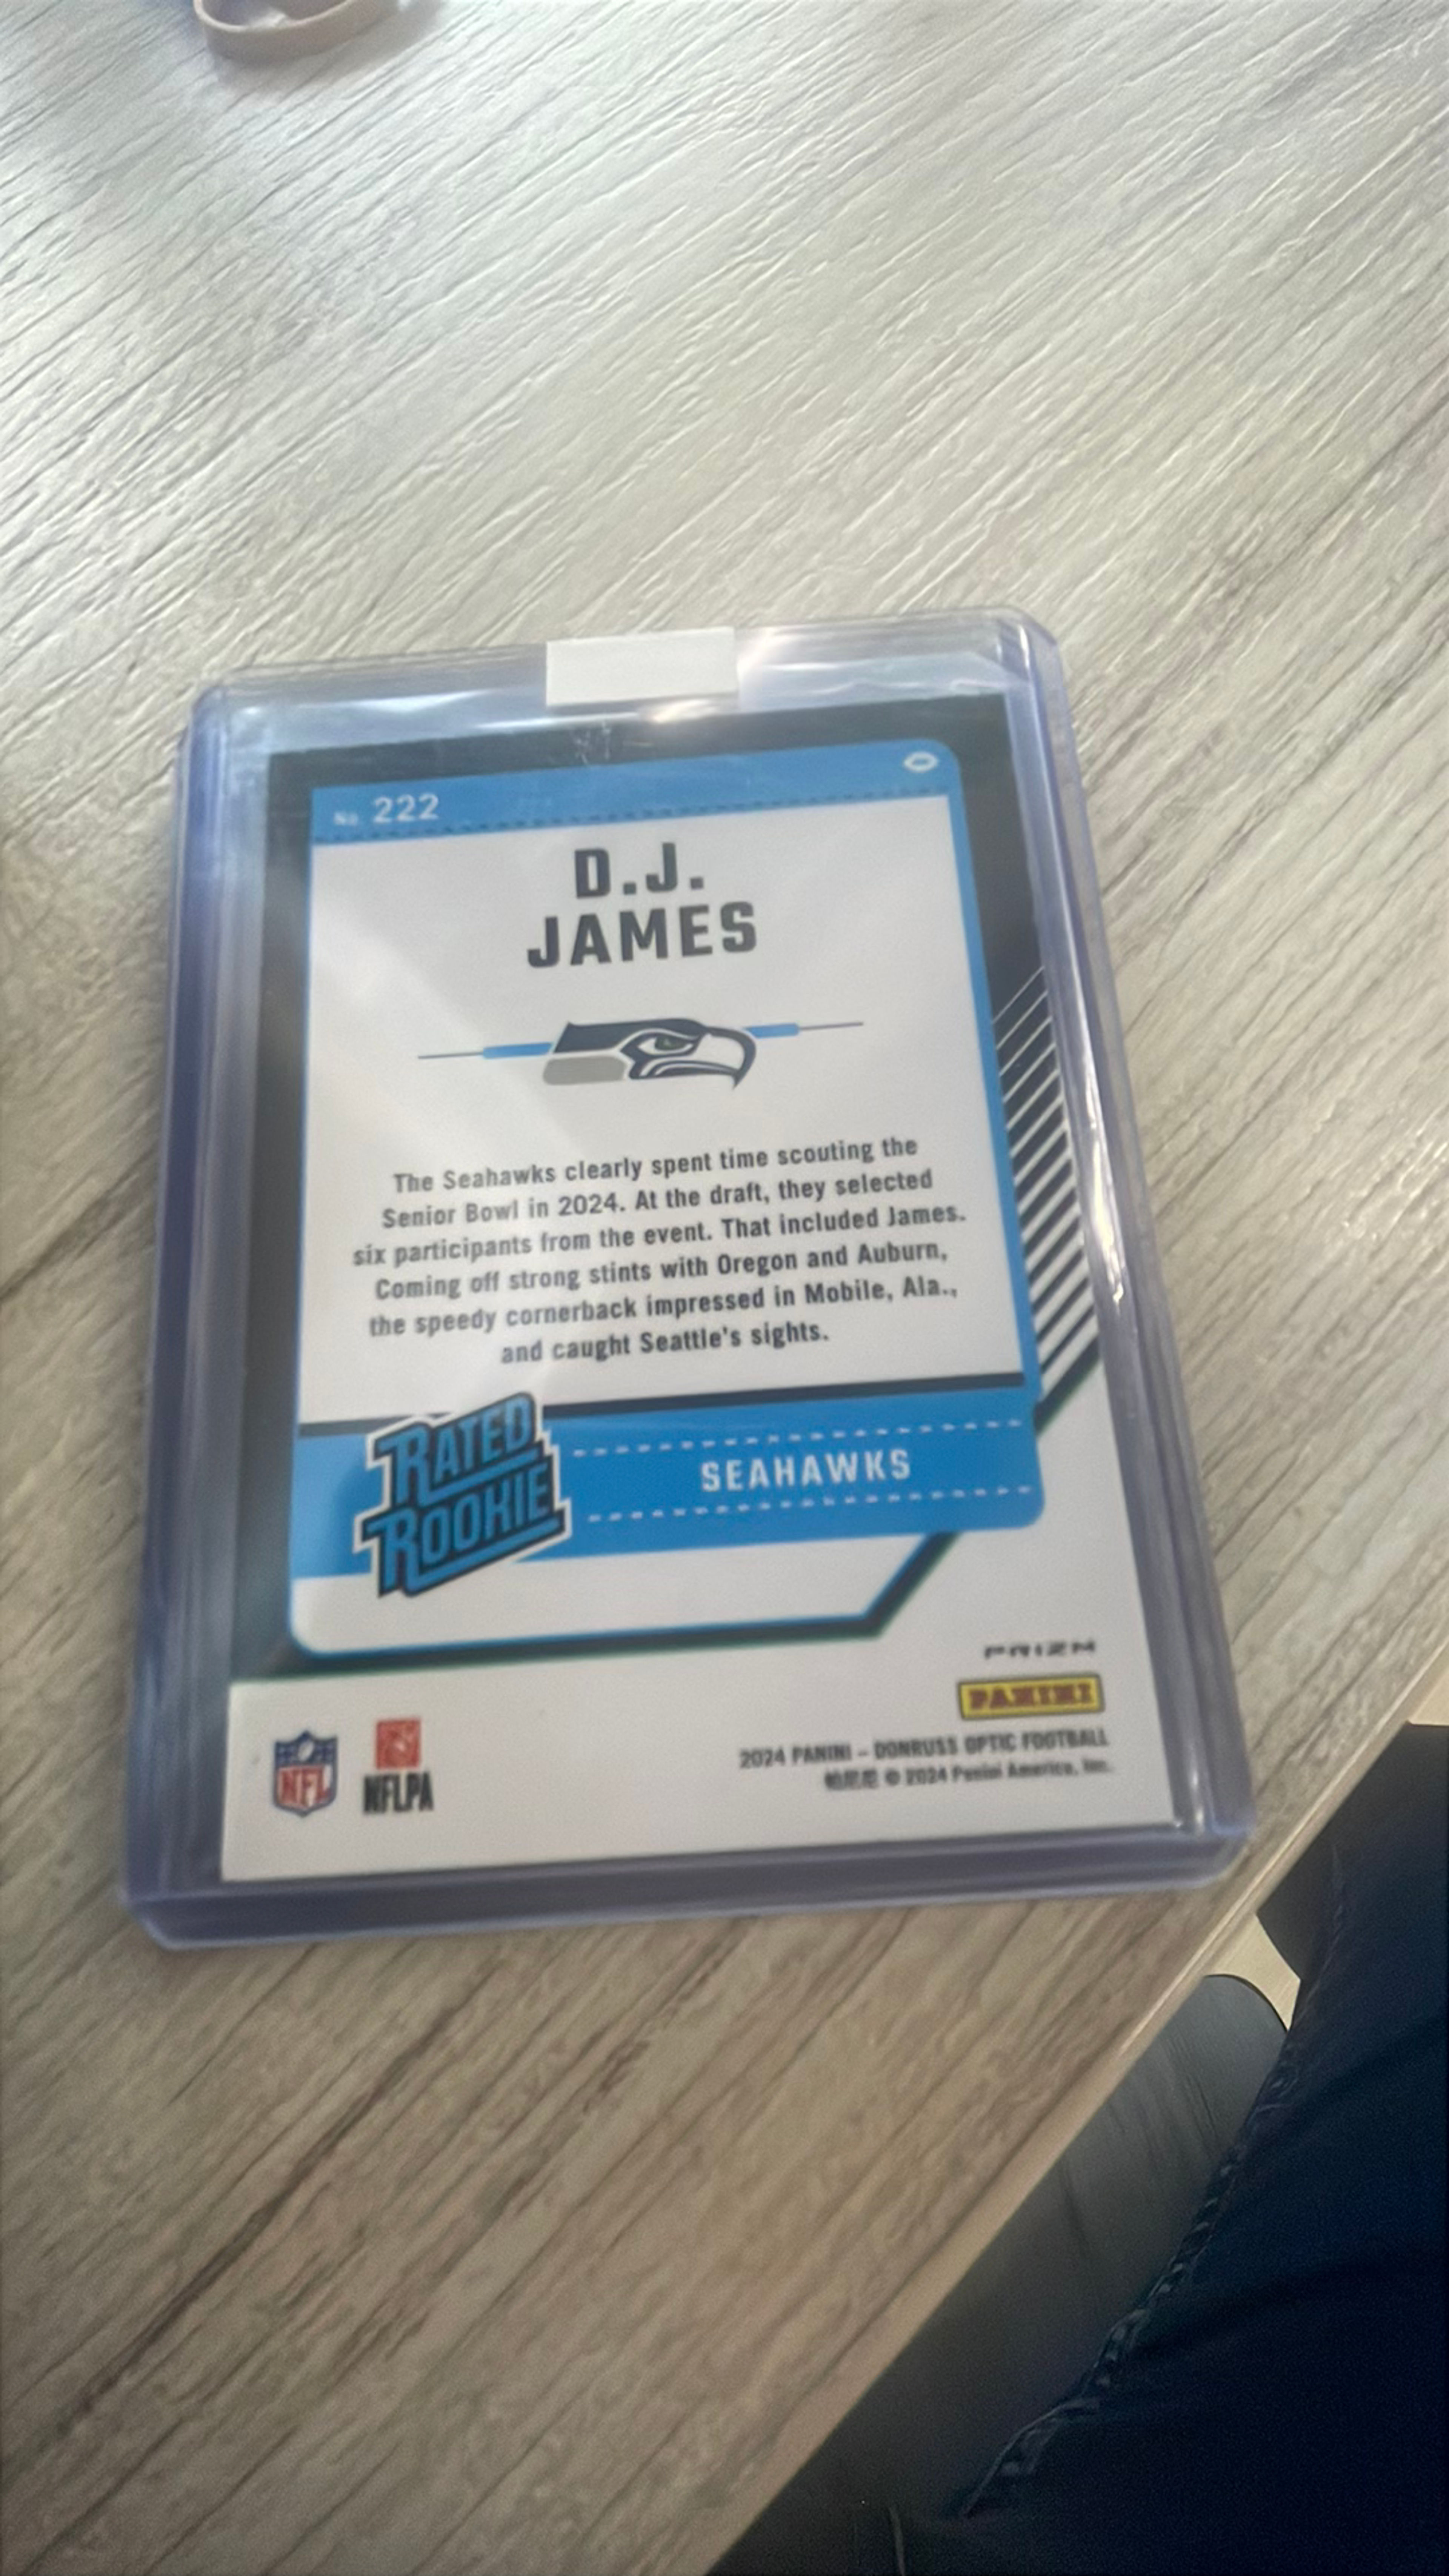 No 222
D.J.
JAMES
The Seahawks clearly spent time scouting the
Senior Bowl in 2024. At the draft, they selected
six participants from the event. That included James.
Coming off strong stints with Oregon and Auburn,
the speedy cornerback impressed in Mobile, Ala.,
and caught Seattle's sights.
RATED
ROOKIE
SEAHAWKS
PRIZM
PANINI
NFL
NFLPA
2024 PANINI – DONRUSS OPTIC FOOTBALL
© 2024 Panini America, Inc.